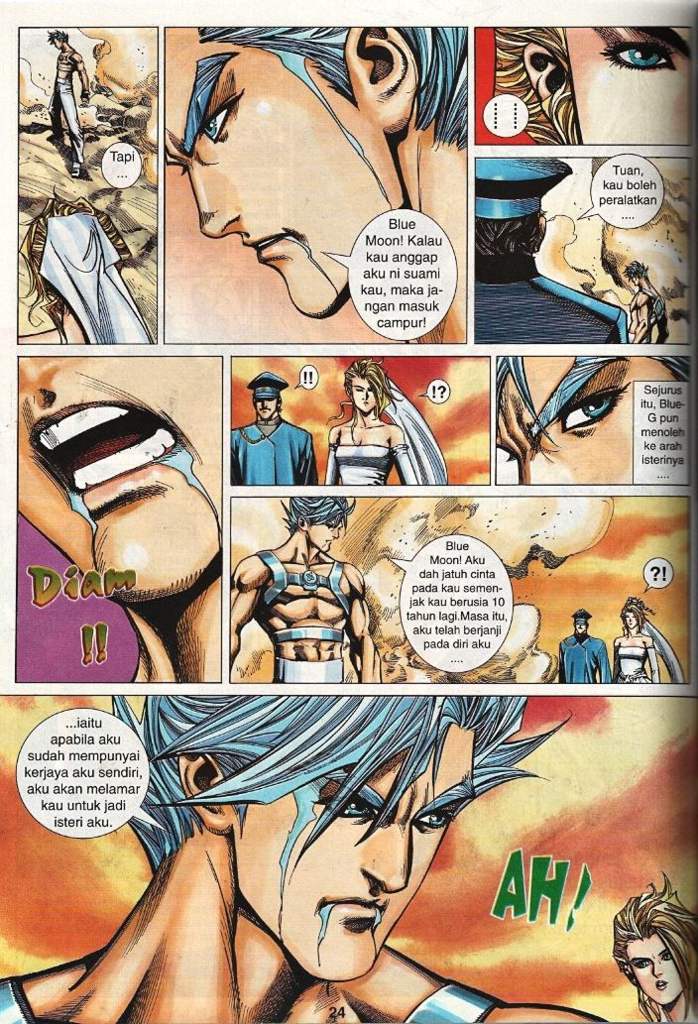 Tapi
...
Blue
Moon! Kalau
kau anggap
aku ni suami
kau, maka ja-
ngan masuk
campur!
Tuan,
kau boleh
peralatkan
....
Diam
!!
!!
!?
Sejurus
itu, Blue-
G pun
menoleh
ke arah
isterinya
....
Blue
Moon! Aku
dah jatuh cinta
pada kau semen-
jak kau berusia 10
tahun lagi.Masa itu,
aku telah berjanji
pada diri aku
....
?!
...iaitu
apabila aku
sudah mempunyai
kerjaya aku sendiri,
aku akan melamar
kau untuk jadi
isteri aku.
AH!
24